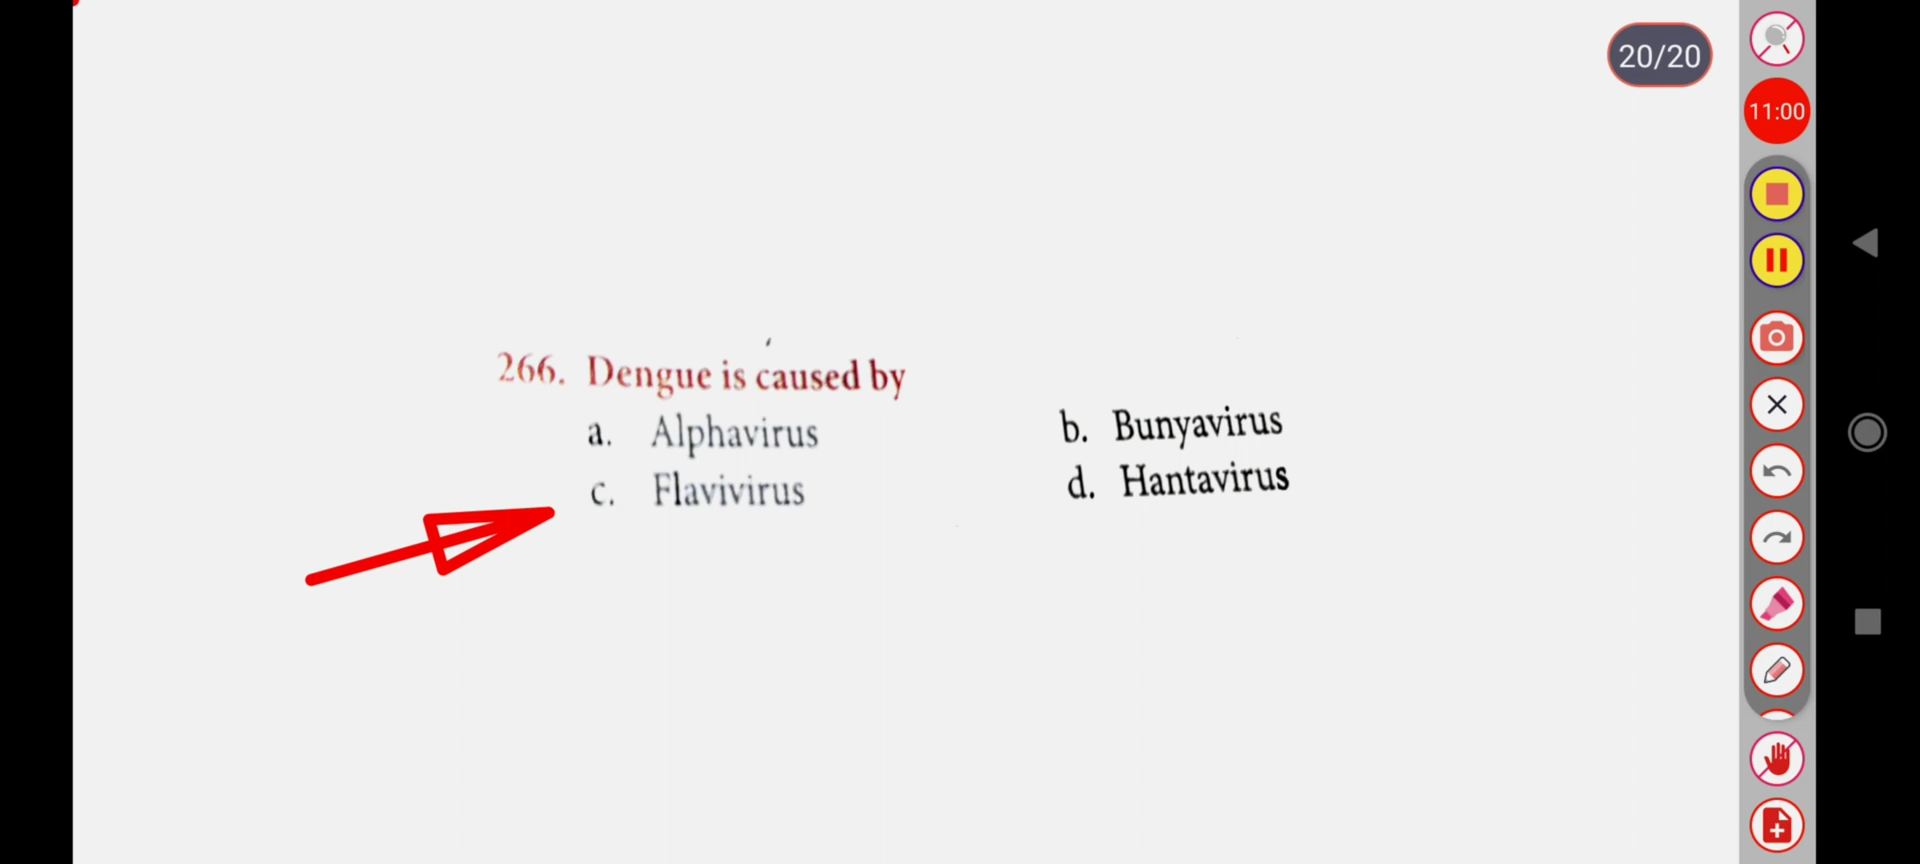 20/20
11:00
266. Dengue is caused by
a. Alphavirus b. Bunyavirus
c. Flavivirus d. Hantavirus